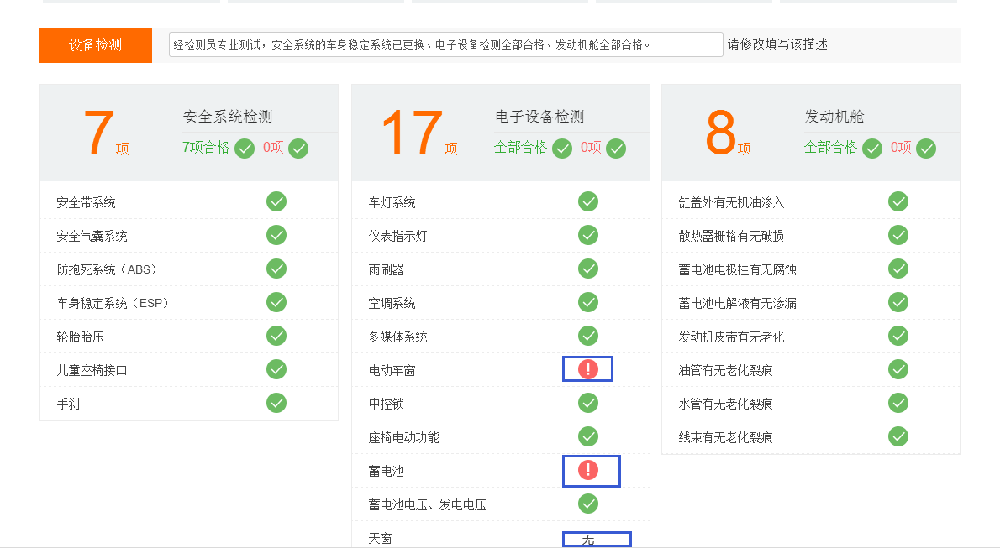 设备检测
经检测员专业测试，安全系统的车身稳定系统已更换、电子设备检测全部合格、发动机舱全部合格。
请修改填写该描述
7项
安全系统检测
7项合格 0项
安全带系统
安全气囊系统
防抱死系统（ABS）
车身稳定系统（ESP）
轮胎胎压
儿童座椅接口
手刹
17项
电子设备检测
全部合格 0项
车灯系统
仪表指示灯
雨刷器
空调系统
多媒体系统
电动车窗 !
中控锁
座椅电动功能
蓄电池 !
蓄电池电压、发电电压
天窗 无
8项
发动机舱
全部合格 0项
缸盖外有无机油渗入
散热器栅格有无破损
蓄电池电极柱有无腐蚀
蓄电池电解液有无渗漏
发动机皮带有无老化
油管有无老化裂痕
水管有无老化裂痕
线束有无老化裂痕